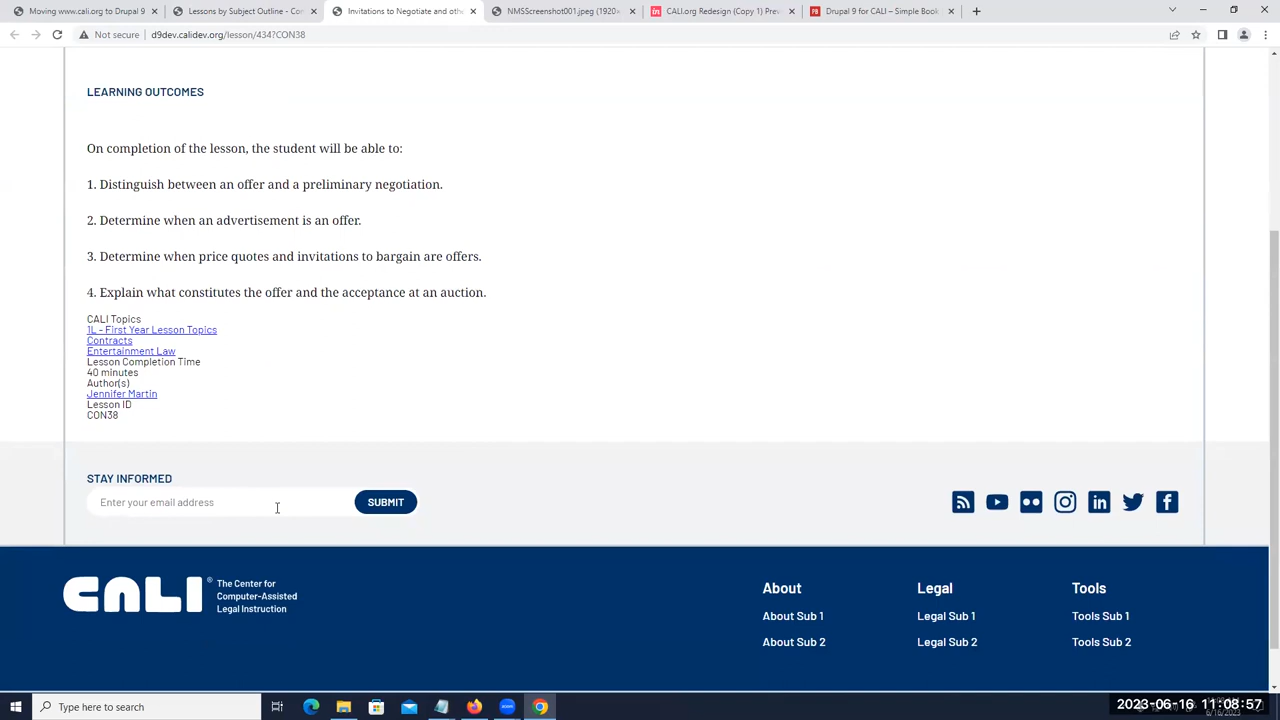 Moving www.cali.org to Drupal 9
Lessons by Subject Outline - Con
Invitations to Negotiate and othe
NMSScreenshot001.jpeg (1920×
CALI.org Redesign (Copy 1) Prev
Drupal 9 for CALI – Simple Book
Not secure
d9dev.calidev.org/lesson/434?CON38
LEARNING OUTCOMES
On completion of the lesson, the student will be able to:
1. Distinguish between an offer and a preliminary negotiation.
2. Determine when an advertisement is an offer.
3. Determine when price quotes and invitations to bargain are offers.
4. Explain what constitutes the offer and the acceptance at an auction.
CALI Topics
1L - First Year Lesson Topics
Contracts
Entertainment Law
Lesson Completion Time
40 minutes
Author(s)
Jennifer Martin
Lesson ID
CON38
STAY INFORMED
Enter your email address
SUBMIT
CALI®
The Center for
Computer-Assisted
Legal Instruction
About
About Sub 1
About Sub 2
Legal
Legal Sub 1
Legal Sub 2
Tools
Tools Sub 1
Tools Sub 2
Type here to search
zoom
2023-06-16 11:08:57
6/16/2023